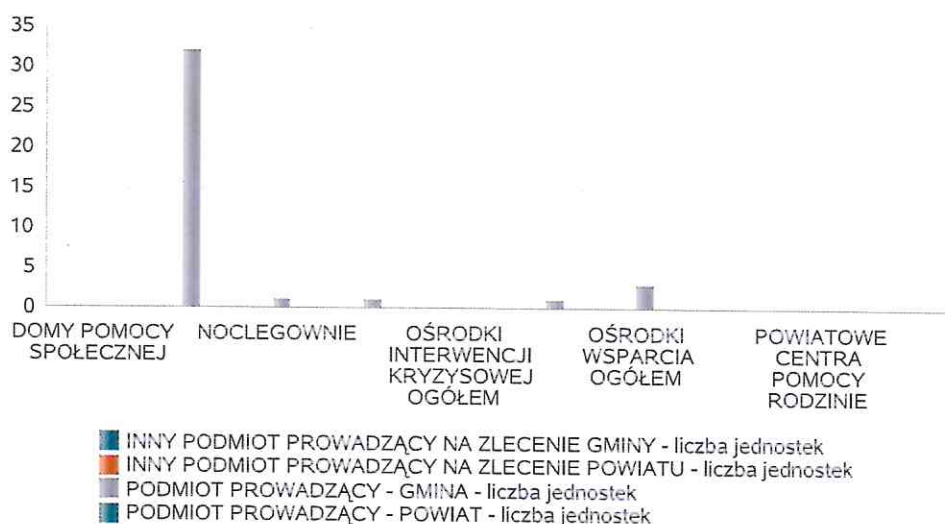 35
30
25
20
15
10
5
0
DOMY POMOCY
SPOŁECZNEJ
NOCLEGOWNIE
OŚRODKI
INTERWENCJI
KRYZYSOWEJ
OGÓŁEM
OŚRODKI
WSPARCIA
OGÓŁEM
POWIATOWE
CENTRA
POMOCY
RODZINIE
INNY PODMIOT PROWADZĄCY NA ZLECENIE GMINY - liczba jednostek
INNY PODMIOT PROWADZĄCY NA ZLECENIE POWIATU - liczba jednostek
PODMIOT PROWADZĄCY - GMINA - liczba jednostek
PODMIOT PROWADZĄCY - POWIAT - liczba jednostek